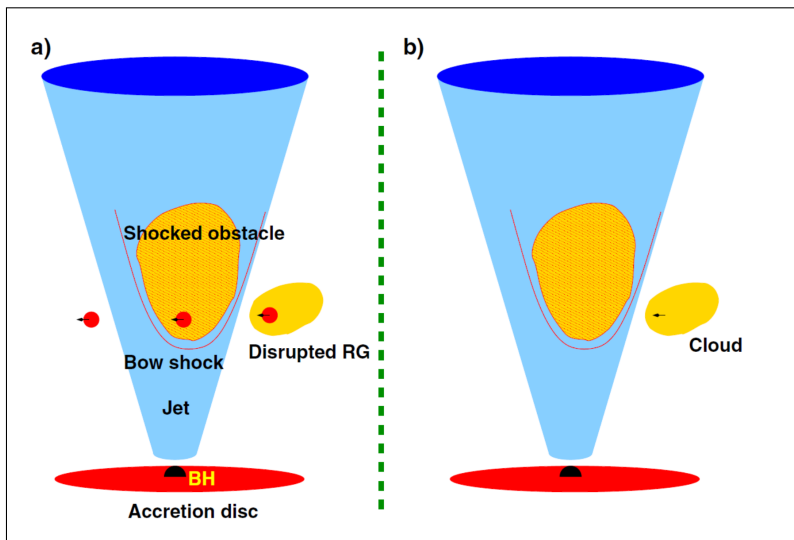 a)
b)
Shocked obstacle
Disrupted RG
Cloud
Bow shock
Jet
BH
Accretion disc